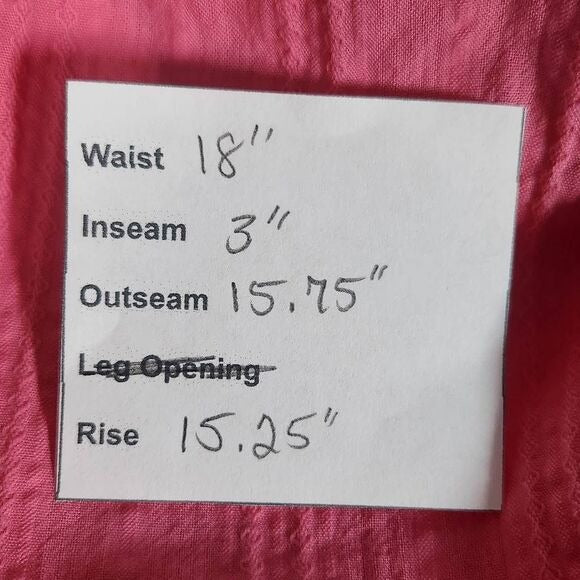 Waist 18"
Inseam 3"
Outseam 15.75"
Leg Opening
Rise 15.25"